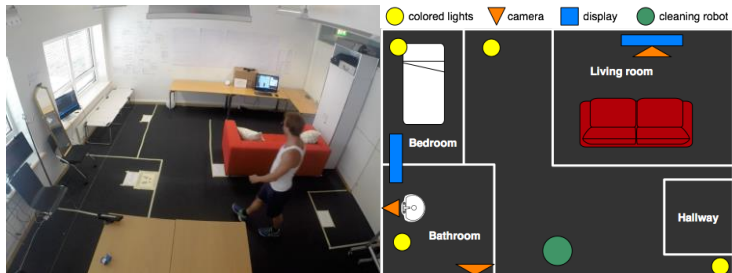 colored lights camera display cleaning robot
Living room
Bedroom
Hallway
Bathroom